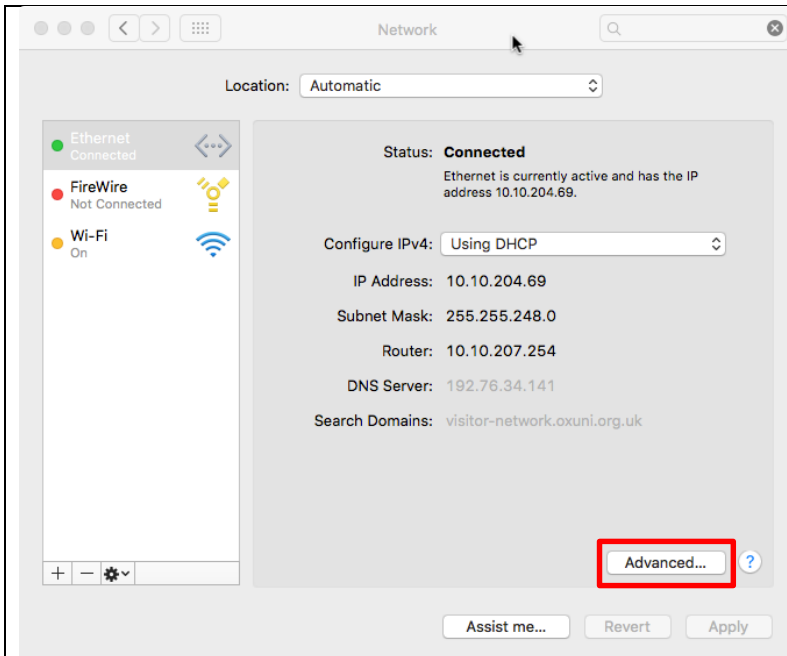 Network
Location: Automatic
Ethernet
Connected
FireWire
Not Connected
Wi-Fi
On
Status: Connected
Ethernet is currently active and has the IP
address 10.10.204.69.
Configure IPv4: Using DHCP
IP Address: 10.10.204.69
Subnet Mask: 255.255.248.0
Router: 10.10.207.254
DNS Server: 192.76.34.141
Search Domains: visitor-network.oxuni.org.uk
Advanced... ?
Assist me... Revert Apply